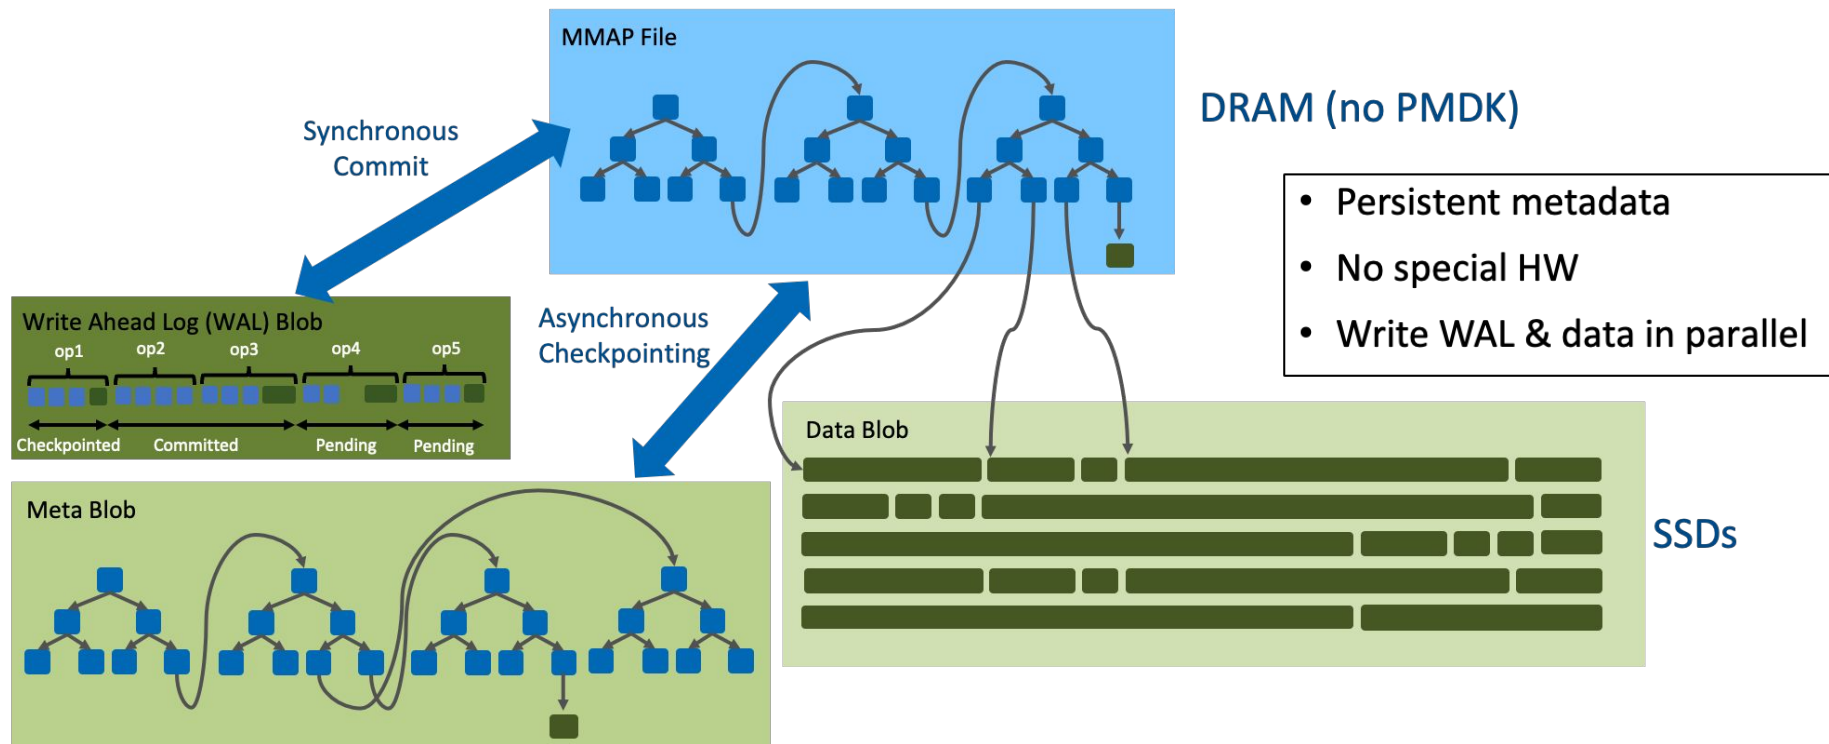 MMAP File
DRAM (no PMDK)
Synchronous
Commit
• Persistent metadata
• No special HW
• Write WAL & data in parallel
Write Ahead Log (WAL) Blob
op1 op2 op3 op4 op5
Checkpointed Committed Pending Pending
Asynchronous
Checkpointing
Data Blob
SSDs
Meta Blob